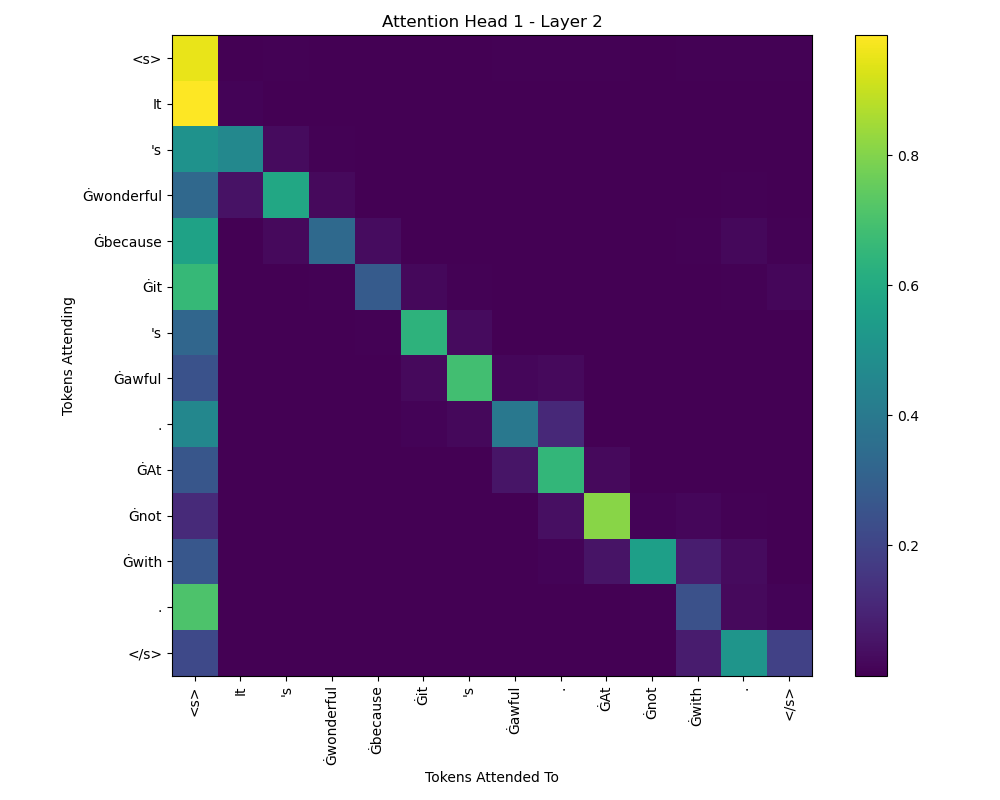 Attention Head 1 - Layer 2
Tokens Attending
<s>
It
's
Ġwonderful
Ġbecause
Ġit
's
Ġawful
.
ĠAt
Ġnot
Ġwith
.
</s>
<s>
It
's
Ġwonderful
Ġbecause
Ġit
's
Ġawful
.
ĠAt
Ġnot
Ġwith
.
</s>
Tokens Attended To
0.8
0.6
0.4
0.2